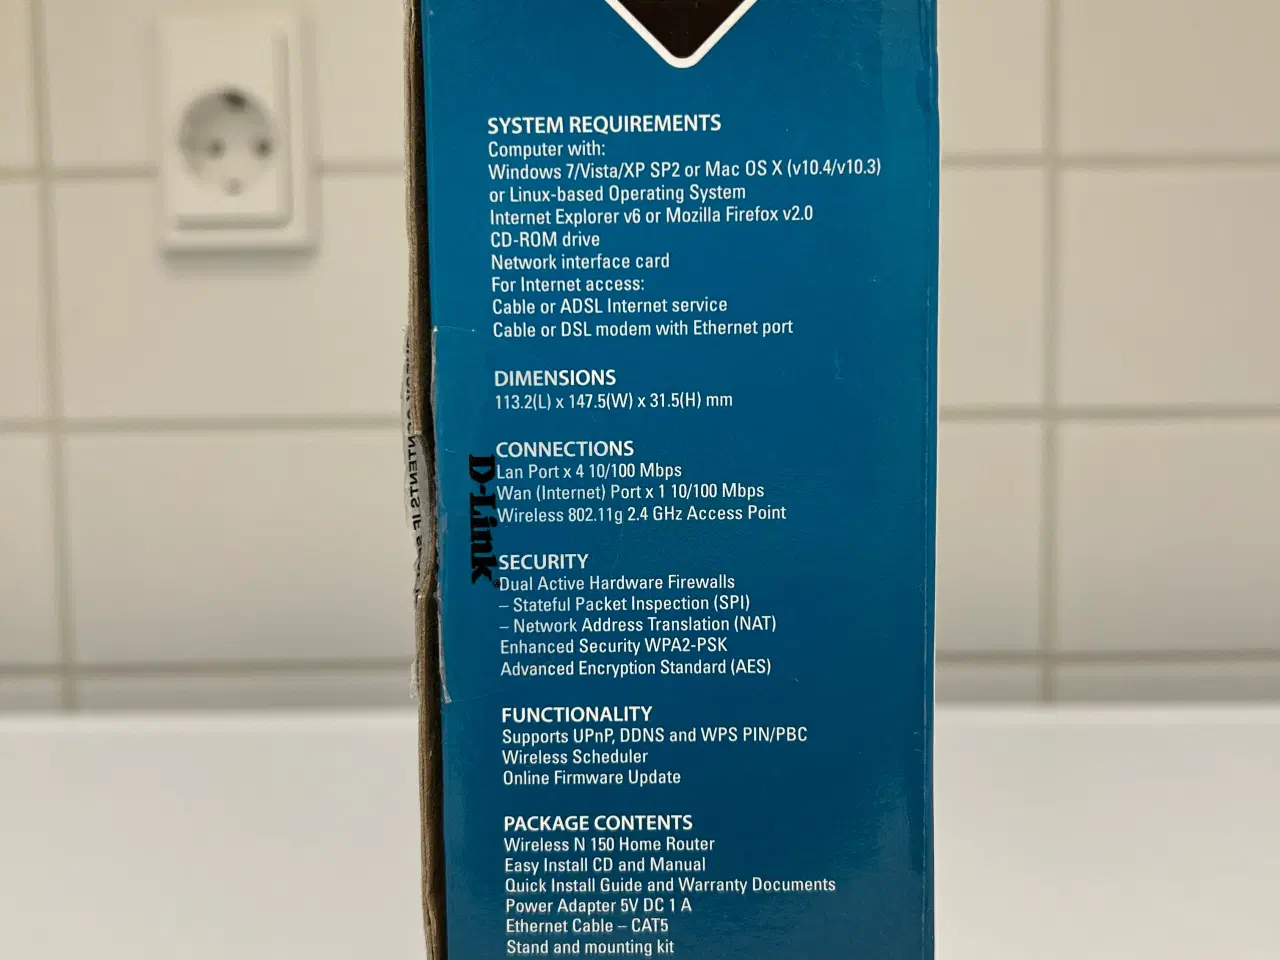 SYSTEM REQUIREMENTS
Computer with:
Windows 7/Vista/XP SP2 or Mac OS X (v10.4/v10.3)
or Linux-based Operating System
Internet Explorer v6 or Mozilla Firefox v2.0
CD-ROM drive
Network interface card
For Internet access:
Cable or ADSL Internet service
Cable or DSL modem with Ethernet port
DIMENSIONS
113.2(L) x 147.5(W) x 31.5(H) mm
CONNECTIONS
Lan Port x 4 10/100 Mbps
Wan (Internet) Port x 1 10/100 Mbps
Wireless 802.11g 2.4 GHz Access Point
D-Link®
SECURITY
Dual Active Hardware Firewalls
– Stateful Packet Inspection (SPI)
– Network Address Translation (NAT)
Enhanced Security WPA2-PSK
Advanced Encryption Standard (AES)
FUNCTIONALITY
Supports UPnP, DDNS and WPS PIN/PBC
Wireless Scheduler
Online Firmware Update
PACKAGE CONTENTS
Wireless N 150 Home Router
Easy Install CD and Manual
Quick Install Guide and Warranty Documents
Power Adapter 5V DC 1 A
Ethernet Cable – CAT5
Stand and mounting kit